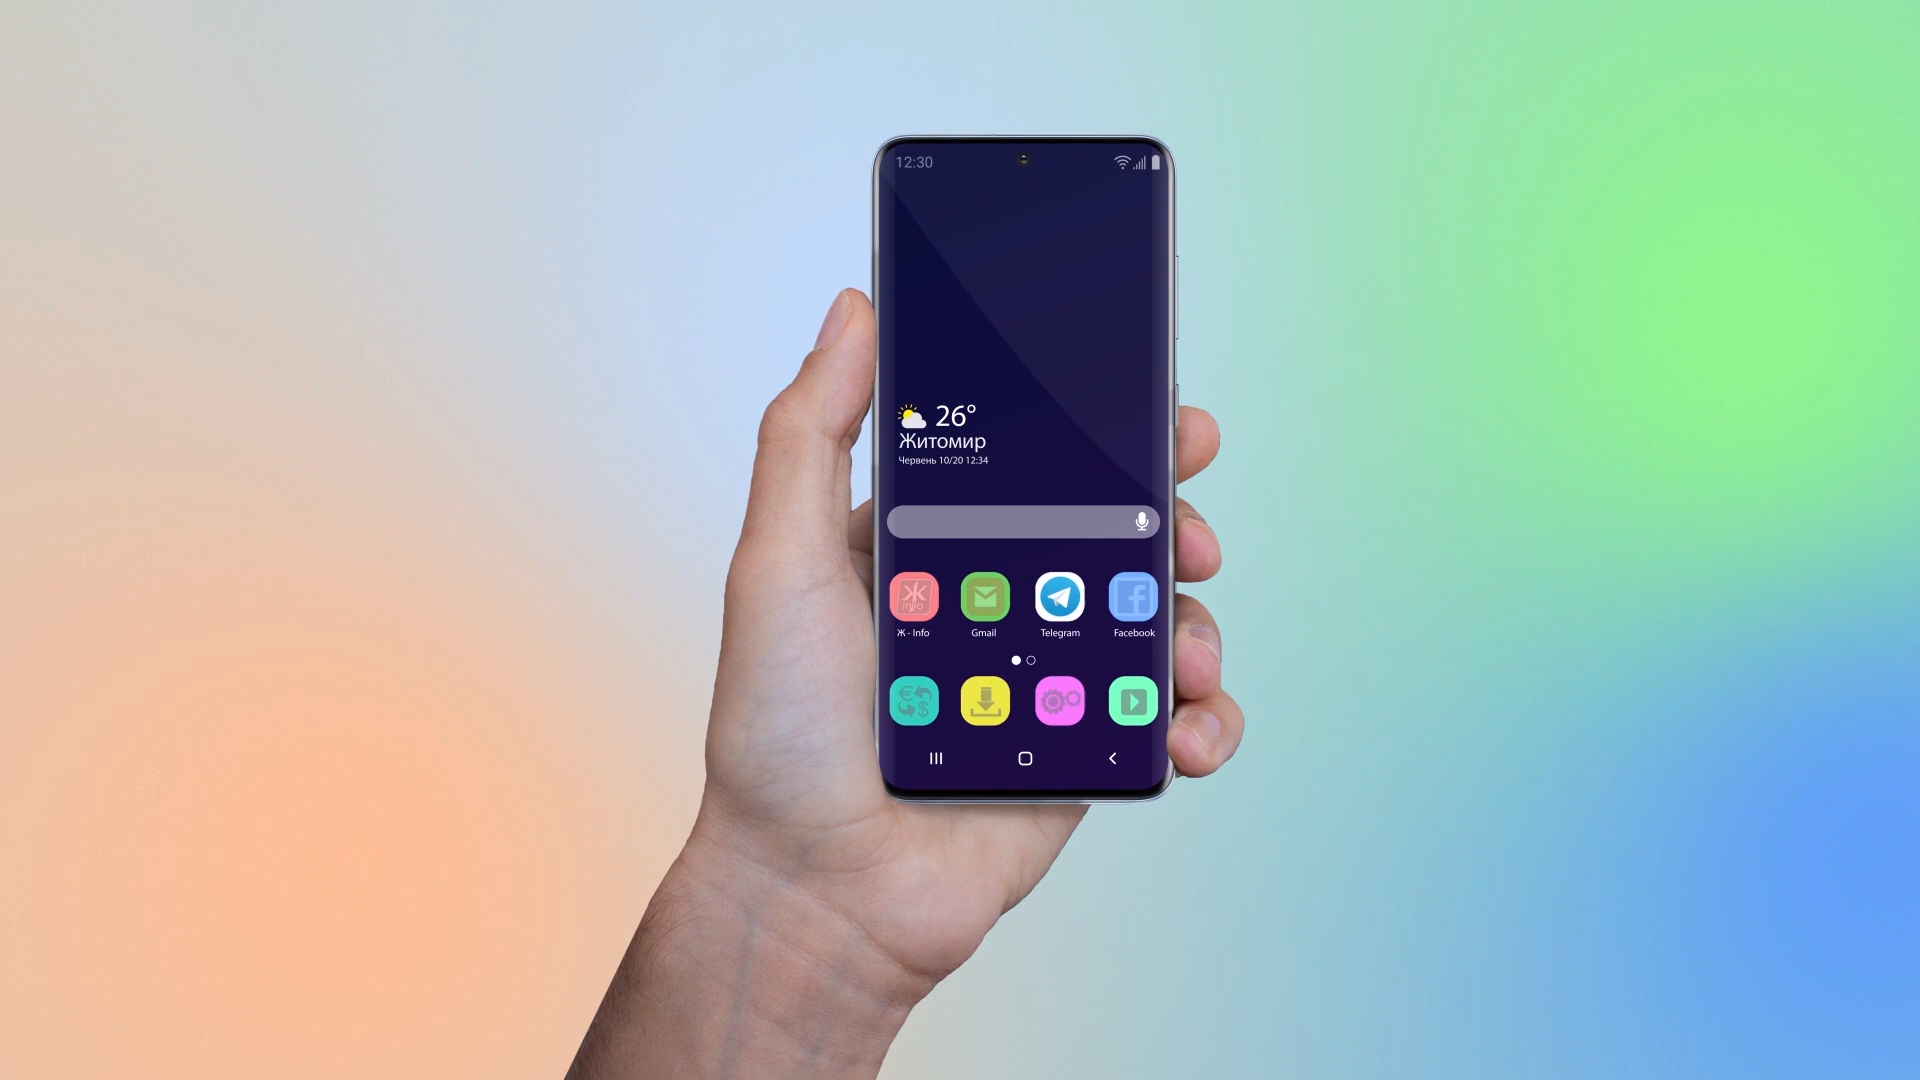 12:30
26°
Житомир
Червень 10/20 12:34
Ж
info
Ж - Info
Gmail
Telegram
Facebook